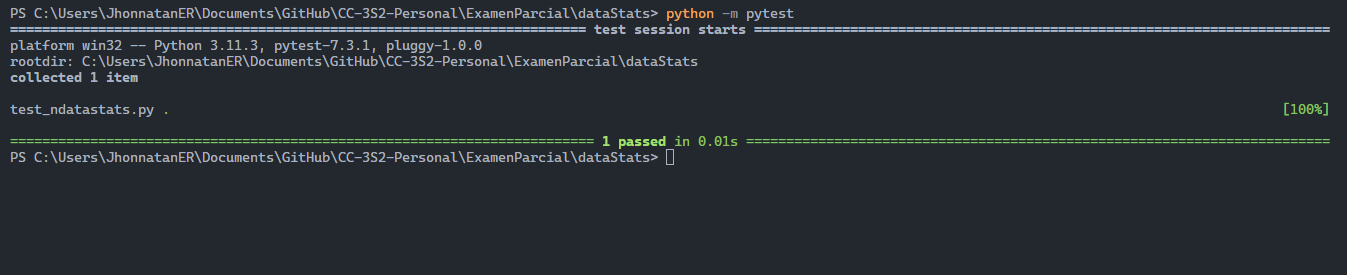 PS C:\Users\JhonnatanER\Documents\GitHub\CC-3S2-Personal\ExamenParcial\dataStats> python -m pytest
======================================================================== test session starts ========================================================================
platform win32 -- Python 3.11.3, pytest-7.3.1, pluggy-1.0.0
rootdir: C:\Users\JhonnatanER\Documents\GitHub\CC-3S2-Personal\ExamenParcial\dataStats
collected 1 item
test_ndatastats.py . [100%]
========================================================================= 1 passed in 0.01s =========================================================================
PS C:\Users\JhonnatanER\Documents\GitHub\CC-3S2-Personal\ExamenParcial\dataStats>